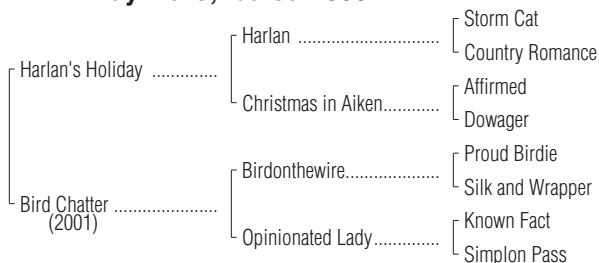 Harlan's Holiday .............
Harlan ............................
Storm Cat
Country Romance
Christmas in Aiken...........
Affirmed
Dowager
Bird Chatter ....................
(2001)
Birdonthewire..................
Proud Birdie
Silk and Wrapper
Opinionated Lady............
Known Fact
Simplon Pass